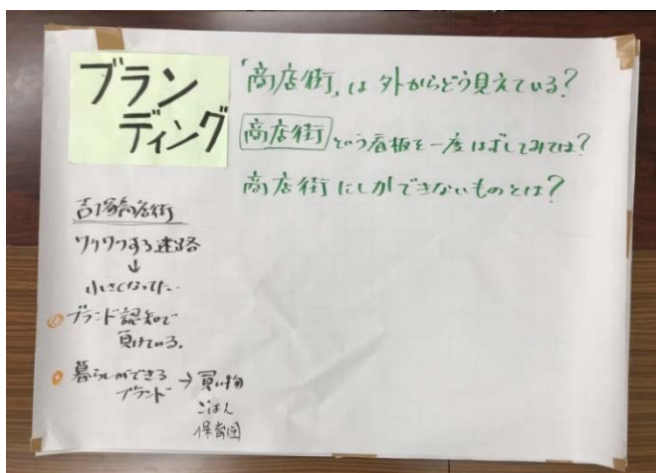 ブラン
ディング
「商店街」は外からどう見えている?
商店街という看板を一度はずしてみては?
商店街にしかできないものとは?
吉塚商店街
ワクワクする迷路
↓
小さくなってた
◎ブランド認知で
負けている。
暮らしができる
ブランド
→買い物
ごはん
保育園